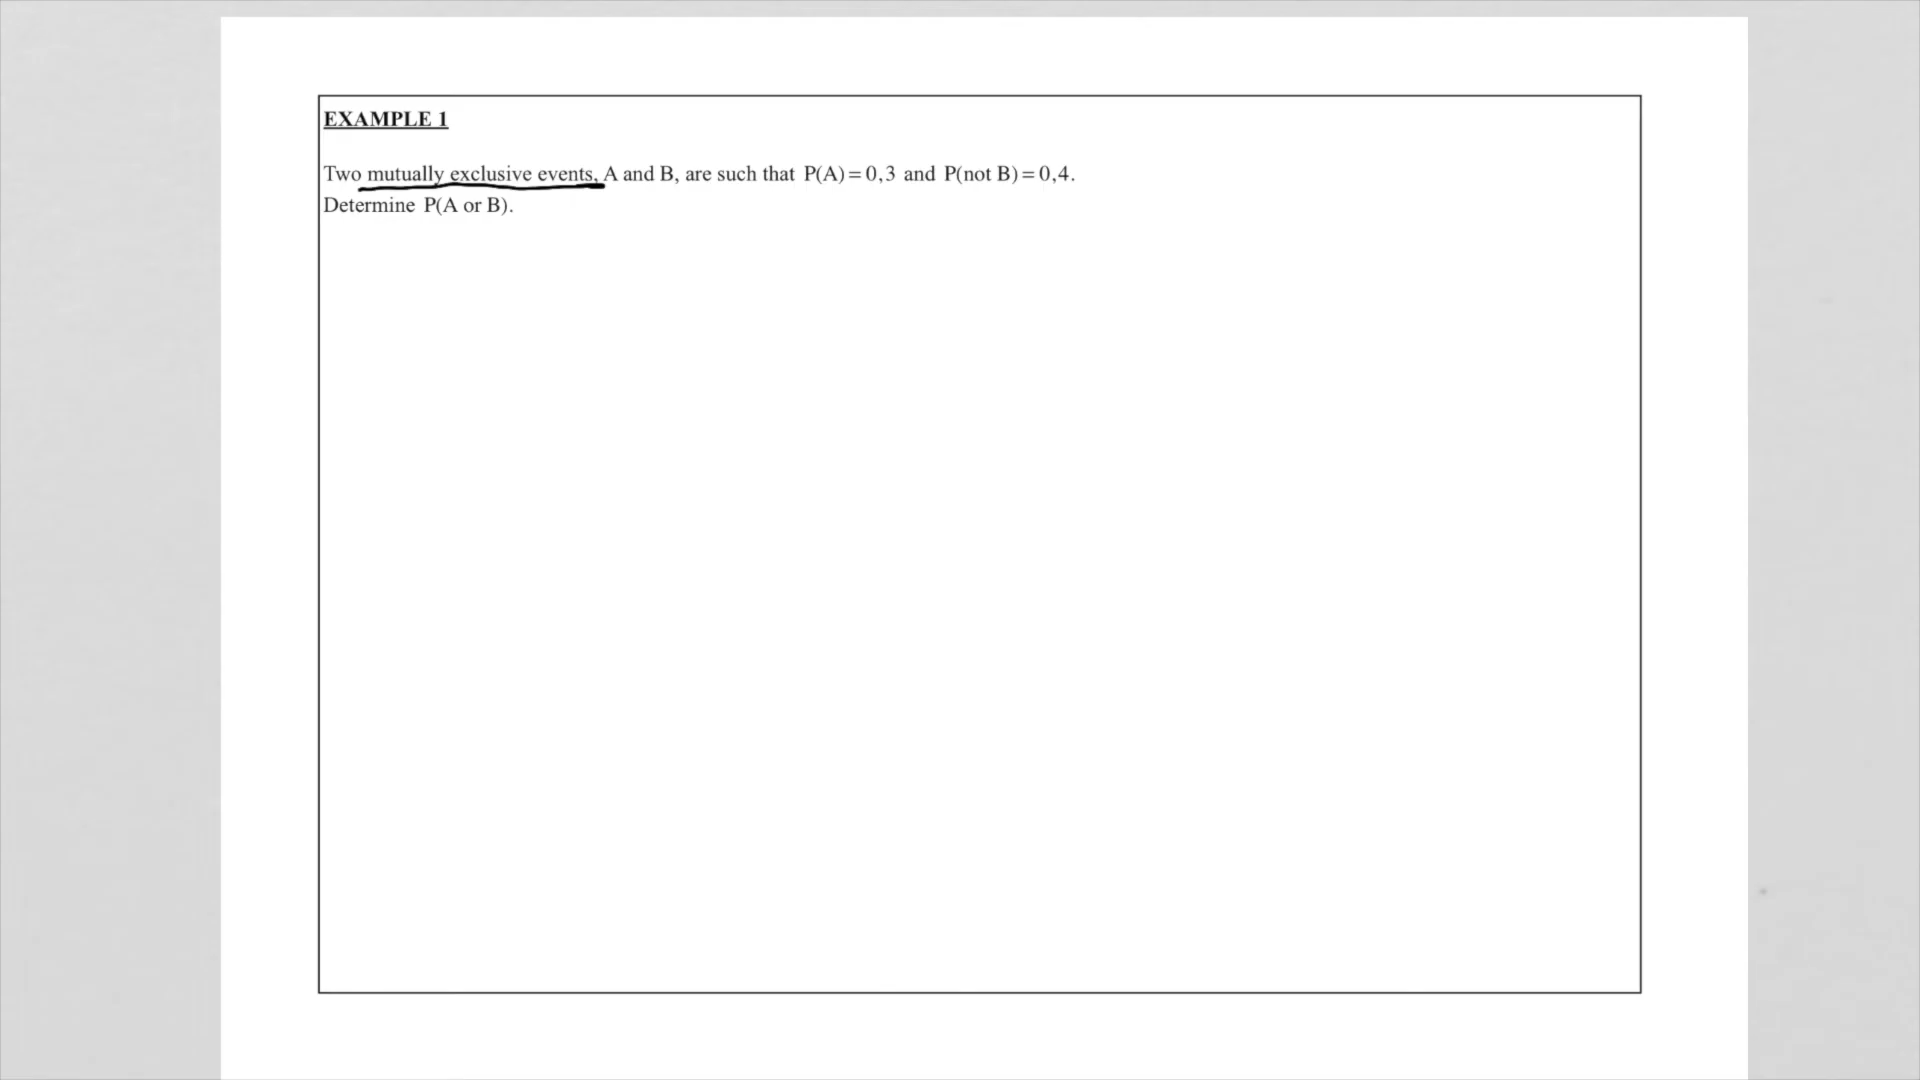 EXAMPLE 1
Two mutually exclusive events, A and B, are such that P(A)=0,3 and P(not B)=0,4.
Determine P(A or B).